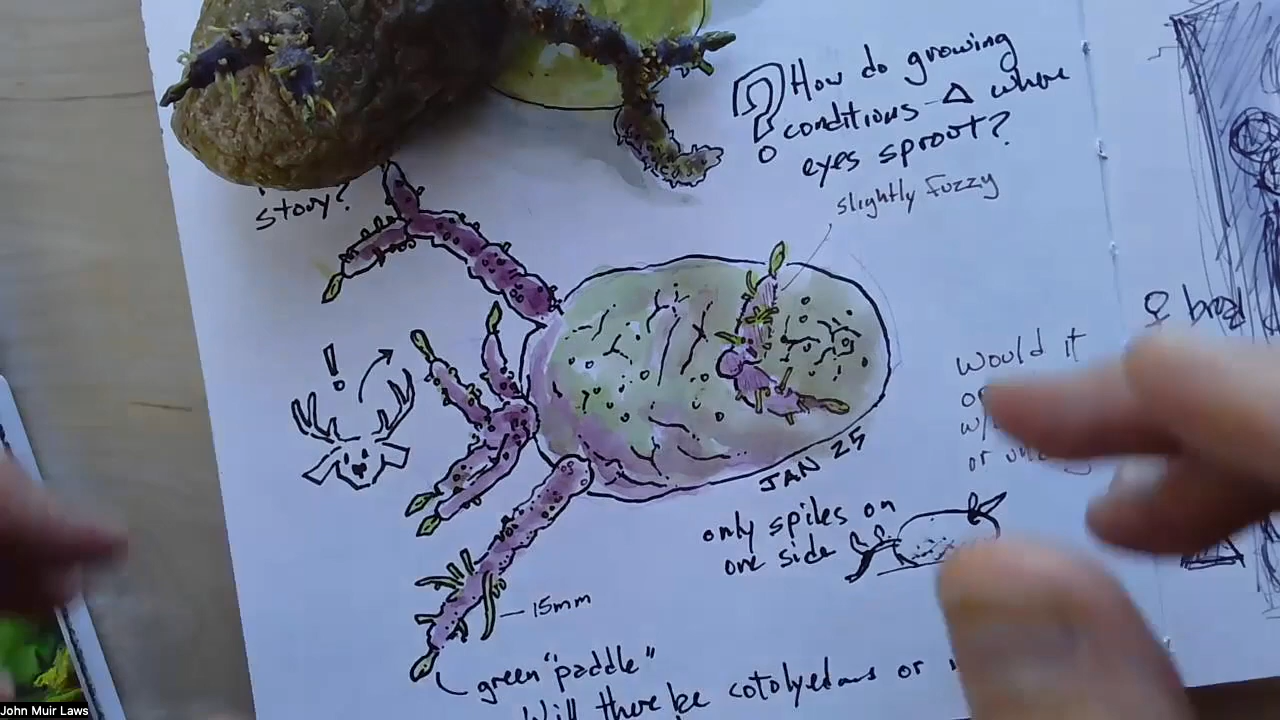 ? How do growing
conditions Δ where
eyes sprout?
slightly fuzzy
story?
!
♀ bread
would it
JAN 25
only spikes on
one side
15mm
green "paddle"
Will there be cotolyedons or
John Muir Laws